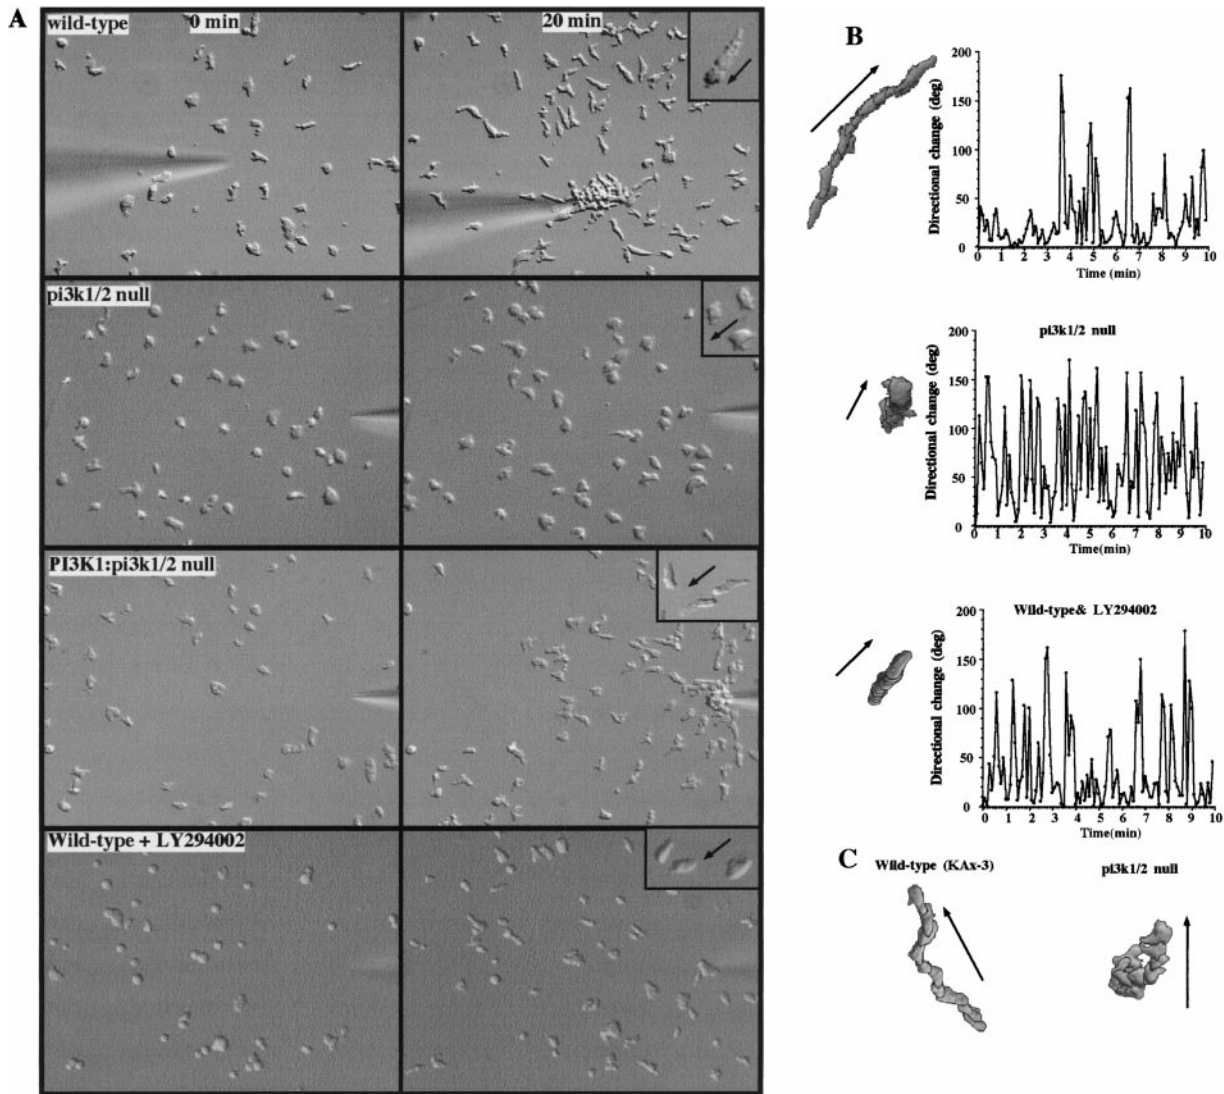 A
wild-type 0 min 20 min
pi3k1/2 null
PI3K1:pi3k1/2 null
Wild-type + LY294002
B
200
150
100
50
0
Directional change (deg)
0 1 2 3 4 5 6 7 8 9 10
Time (min)
pi3k1/2 null
200
150
100
50
0
Directional change (deg)
0 1 2 3 4 5 6 7 8 9 10
Time(min)
Wild-type& LY294002
200
150
100
50
0
Directional change (deg)
0 1 2 3 4 5 6 7 8 9 10
Time(min)
C
Wild-type (KAx-3) pi3k1/2 null